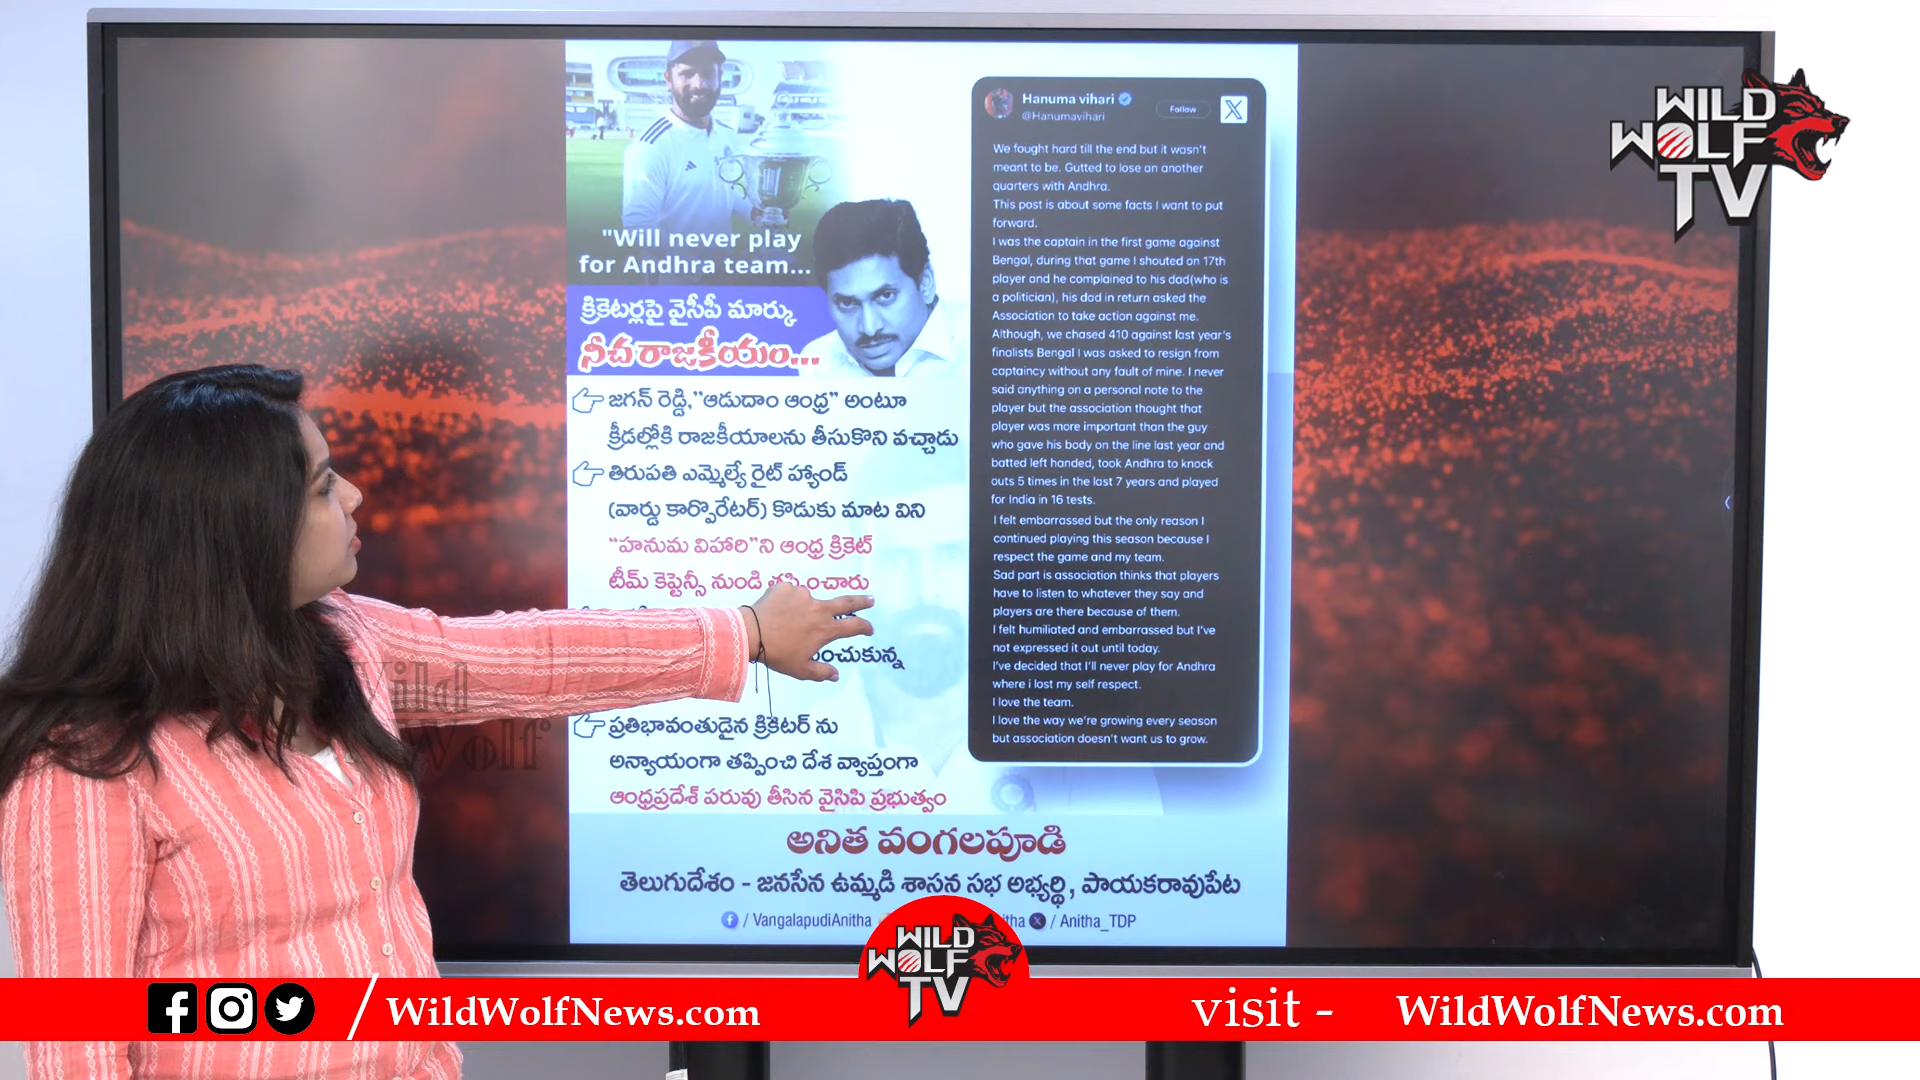 WILD
WOLF
TV
"Will never play
for Andhra team...
క్రికెటర్లపై వైసీపీ మార్కు
నీచ రాజకీయం...
జగన్ రెడ్డి,"ఆడుదాం ఆంధ్ర" అంటూ
క్రీడల్లోకి రాజకీయాలను తీసుకొని వచ్చాడు
తిరుపతి ఎమ్మెల్యే రైట్ హ్యాండ్
(వార్డు కార్పొరేటర్) కొడుకు మాట విని
"హనుమ విహారి"ని ఆంధ్ర క్రికెట్
టీమ్ కెప్టెన్సీ నుండి తప్పించారు
ప్రతిభావంతుడైన క్రికెటర్ ను
అన్యాయంగా తప్పించి దేశ వ్యాప్తంగా
ఆంధ్రప్రదేశ్ పరువు తీసిన వైసిపి ప్రభుత్వం
Hanuma vihari
@Hanumavihari
Follow
X
We fought hard till the end but it wasn't
meant to be. Gutted to lose an another
quarters with Andhra.
This post is about some facts I want to put
forward.
I was the captain in the first game against
Bengal, during that game I shouted on 17th
player and he complained to his dad(who is
a politician), his dad in return asked the
Association to take action against me.
Although, we chased 410 against last year's
finalists Bengal I was asked to resign from
captaincy without any fault of mine. I never
said anything on a personal note to the
player but the association thought that
player was more important than the guy
who gave his body on the line last year and
batted left handed, took Andhra to knock
outs 5 times in the last 7 years and played
for India in 16 tests.
I felt embarrassed but the only reason I
continued playing this season because I
respect the game and my team.
Sad part is association thinks that players
have to listen to whatever they say and
players are there because of them.
I felt humiliated and embarrassed but I've
not expressed it out until today.
I've decided that I'll never play for Andhra
where i lost my self respect.
I love the team.
I love the way we're growing every season
but association doesn't want us to grow.
అనిత వంగలపూడి
తెలుగుదేశం - జనసేన ఉమ్మడి శాసన సభ అభ్యర్థి, పాయకరావుపేట
/ VangalapudiAnitha
/ Anitha_TDP
Wild
Wolf
WILD
WOLF
TV
WildWolfNews.com
visit - WildWolfNews.com